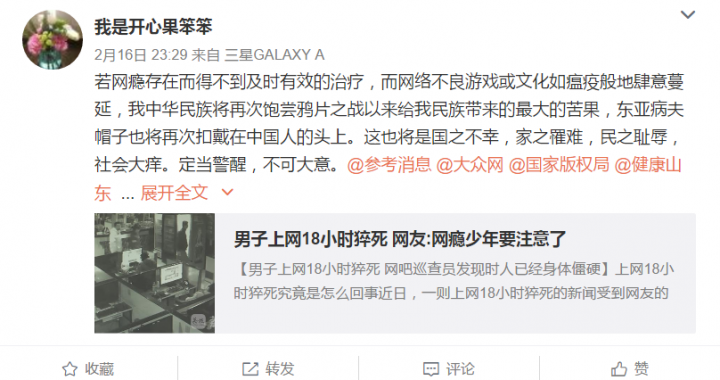 我是开心果笨笨
2月16日 23:29 来自 三星GALAXY A
若网瘾存在而得不到及时有效的治疗，而网络不良游戏或文化如瘟疫般地肆意蔓
延，我中华民族将再次饱尝鸦片之战以来给我民族带来的最大的苦果，东亚病夫
帽子也将再次扣戴在中国人的头上。这也将是国之不幸，家之罹难，民之耻辱，
社会大痒。定当警醒，不可大意。@参考消息 @大众网 @国家版权局 @健康山
东 ... 展开全文
男子上网18小时猝死 网友:网瘾少年要注意了
【男子上网18小时猝死 网吧巡查员发现时人已经身体僵硬】上网18小
时猝死究竟是怎么回事近日，一则上网18小时猝死的新闻受到网友的
收藏
转发
评论
赞